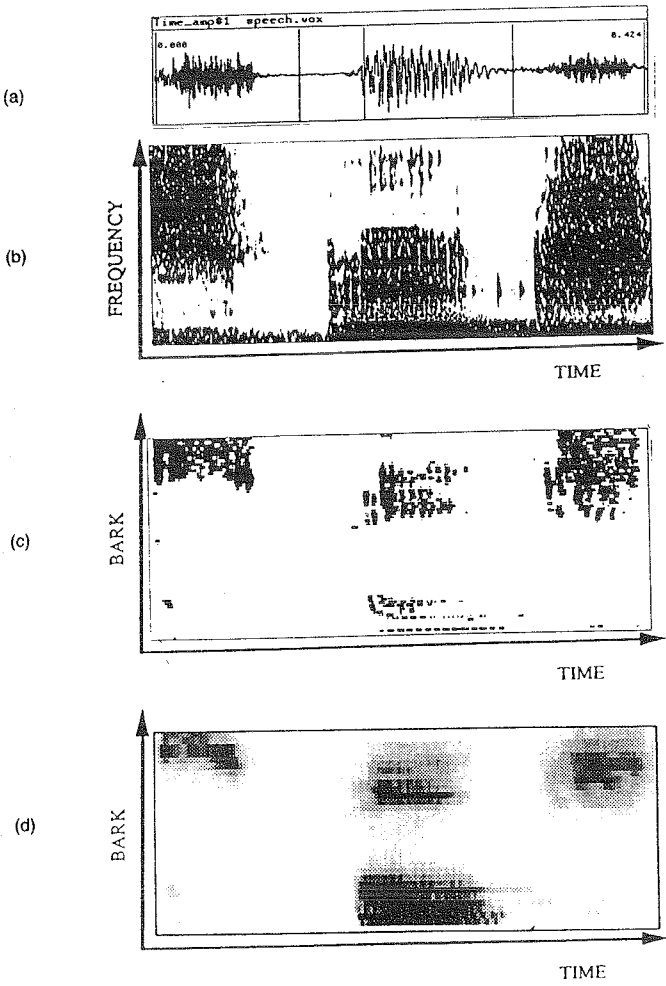 Time_amp#1 speech.vox
0.000
0.424
(a)
FREQUENCY
(b)
TIME
BARK
(c)
TIME
BARK
(d)
TIME